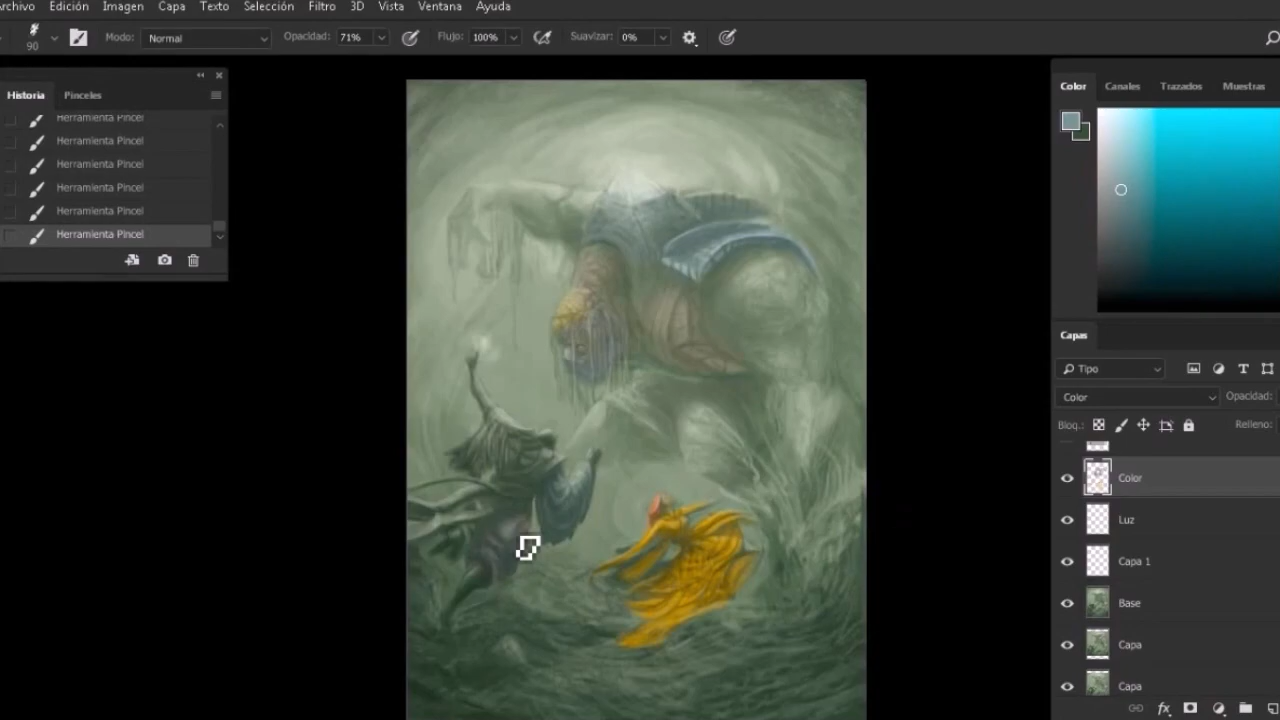 Archivo Edición Imagen Capa Texto Selección Filtro 3D Vista Ventana Ayuda
90 Modo: Normal Opacidad: 71% Flujo: 100% Suavizar: 0%
Historia Pinceles
Herramienta Pincel
Herramienta Pincel
Herramienta Pincel
Herramienta Pincel
Herramienta Pincel
Herramienta Pincel
Color Canales Trazados Muestras
Capas
Tipo
Color Opacidad:
Bloq.: Relleno:
Color
Luz
Capa 1
Base
Capa
Capa